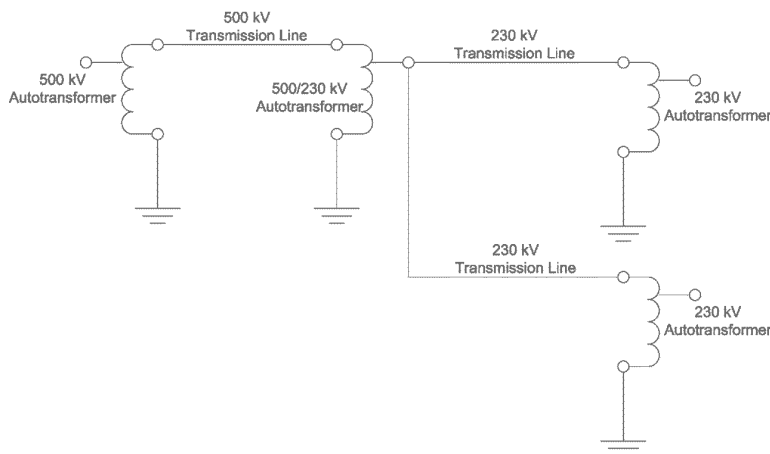 500 kV
Transmission Line
230 kV
Transmission Line
500 kV
Autotransformer
500/230 kV
Autotransformer
230 kV
Autotransformer
230 kV
Transmission Line
230 kV
Autotransformer